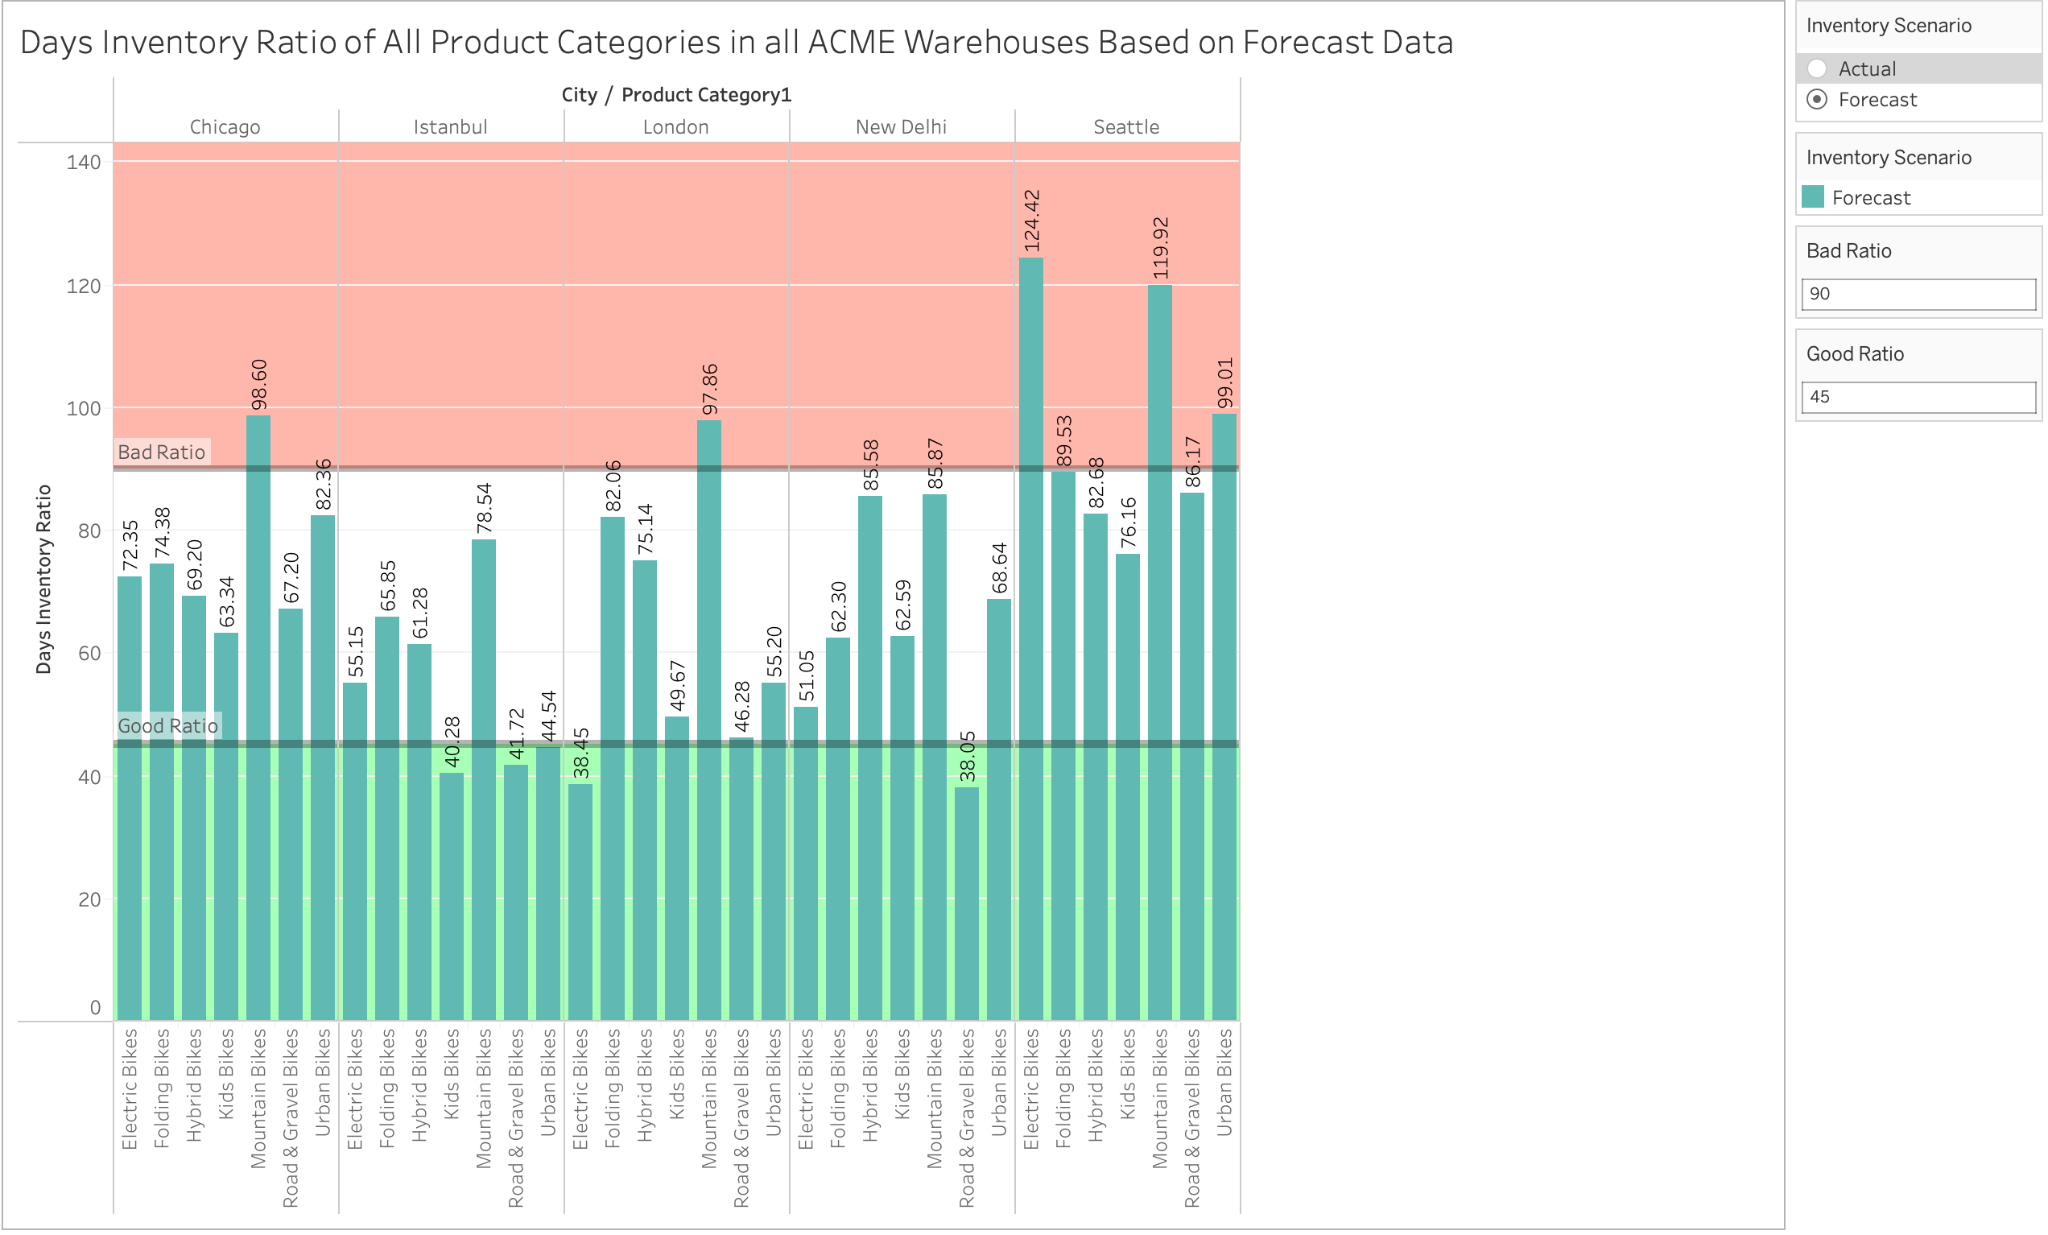 Days Inventory Ratio of All Product Categories in all ACME Warehouses Based on Forecast Data
City / Product Category1
Chicago
Istanbul
London
New Delhi
Seattle
Days Inventory Ratio
140
120
100
80
60
40
20
0
Bad Ratio
Good Ratio
72.35
74.38
69.20
63.34
98.60
67.20
82.36
55.15
65.85
61.28
40.28
78.54
41.72
44.54
38.45
82.06
75.14
49.67
97.86
46.28
55.20
51.05
62.30
85.58
62.59
85.87
38.05
68.64
124.42
89.53
82.68
76.16
119.92
86.17
99.01
Electric Bikes
Folding Bikes
Hybrid Bikes
Kids Bikes
Mountain Bikes
Road & Gravel Bikes
Urban Bikes
Electric Bikes
Folding Bikes
Hybrid Bikes
Kids Bikes
Mountain Bikes
Road & Gravel Bikes
Urban Bikes
Electric Bikes
Folding Bikes
Hybrid Bikes
Kids Bikes
Mountain Bikes
Road & Gravel Bikes
Urban Bikes
Electric Bikes
Folding Bikes
Hybrid Bikes
Kids Bikes
Mountain Bikes
Road & Gravel Bikes
Urban Bikes
Electric Bikes
Folding Bikes
Hybrid Bikes
Kids Bikes
Mountain Bikes
Road & Gravel Bikes
Urban Bikes
Inventory Scenario
Actual
Forecast
Inventory Scenario
Forecast
Bad Ratio
90
Good Ratio
45